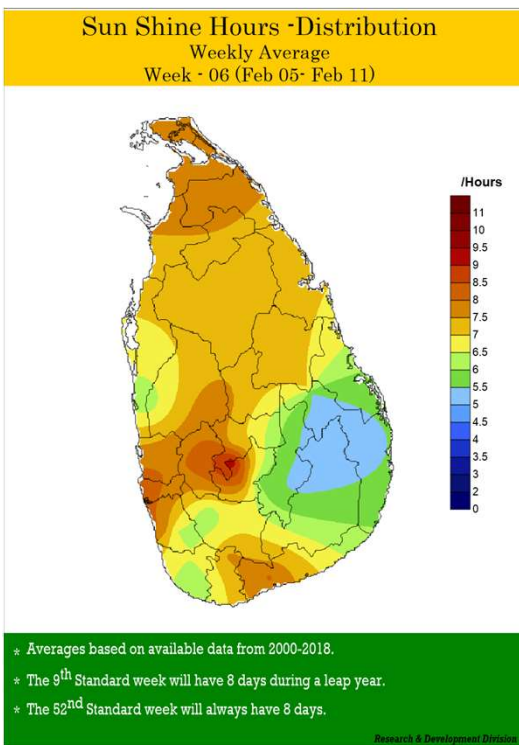 Sun Shine Hours -Distribution
Weekly Average
Week - 06 (Feb 05- Feb 11)
/Hours
11
10
9.5
9
8.5
8
7.5
7
6.5
6
5.5
5
4.5
4
3.5
3
2
0
* Averages based on available data from 2000-2018.
* The 9th Standard week will have 8 days during a leap year.
* The 52nd Standard week will always have 8 days.
Research & Development Division